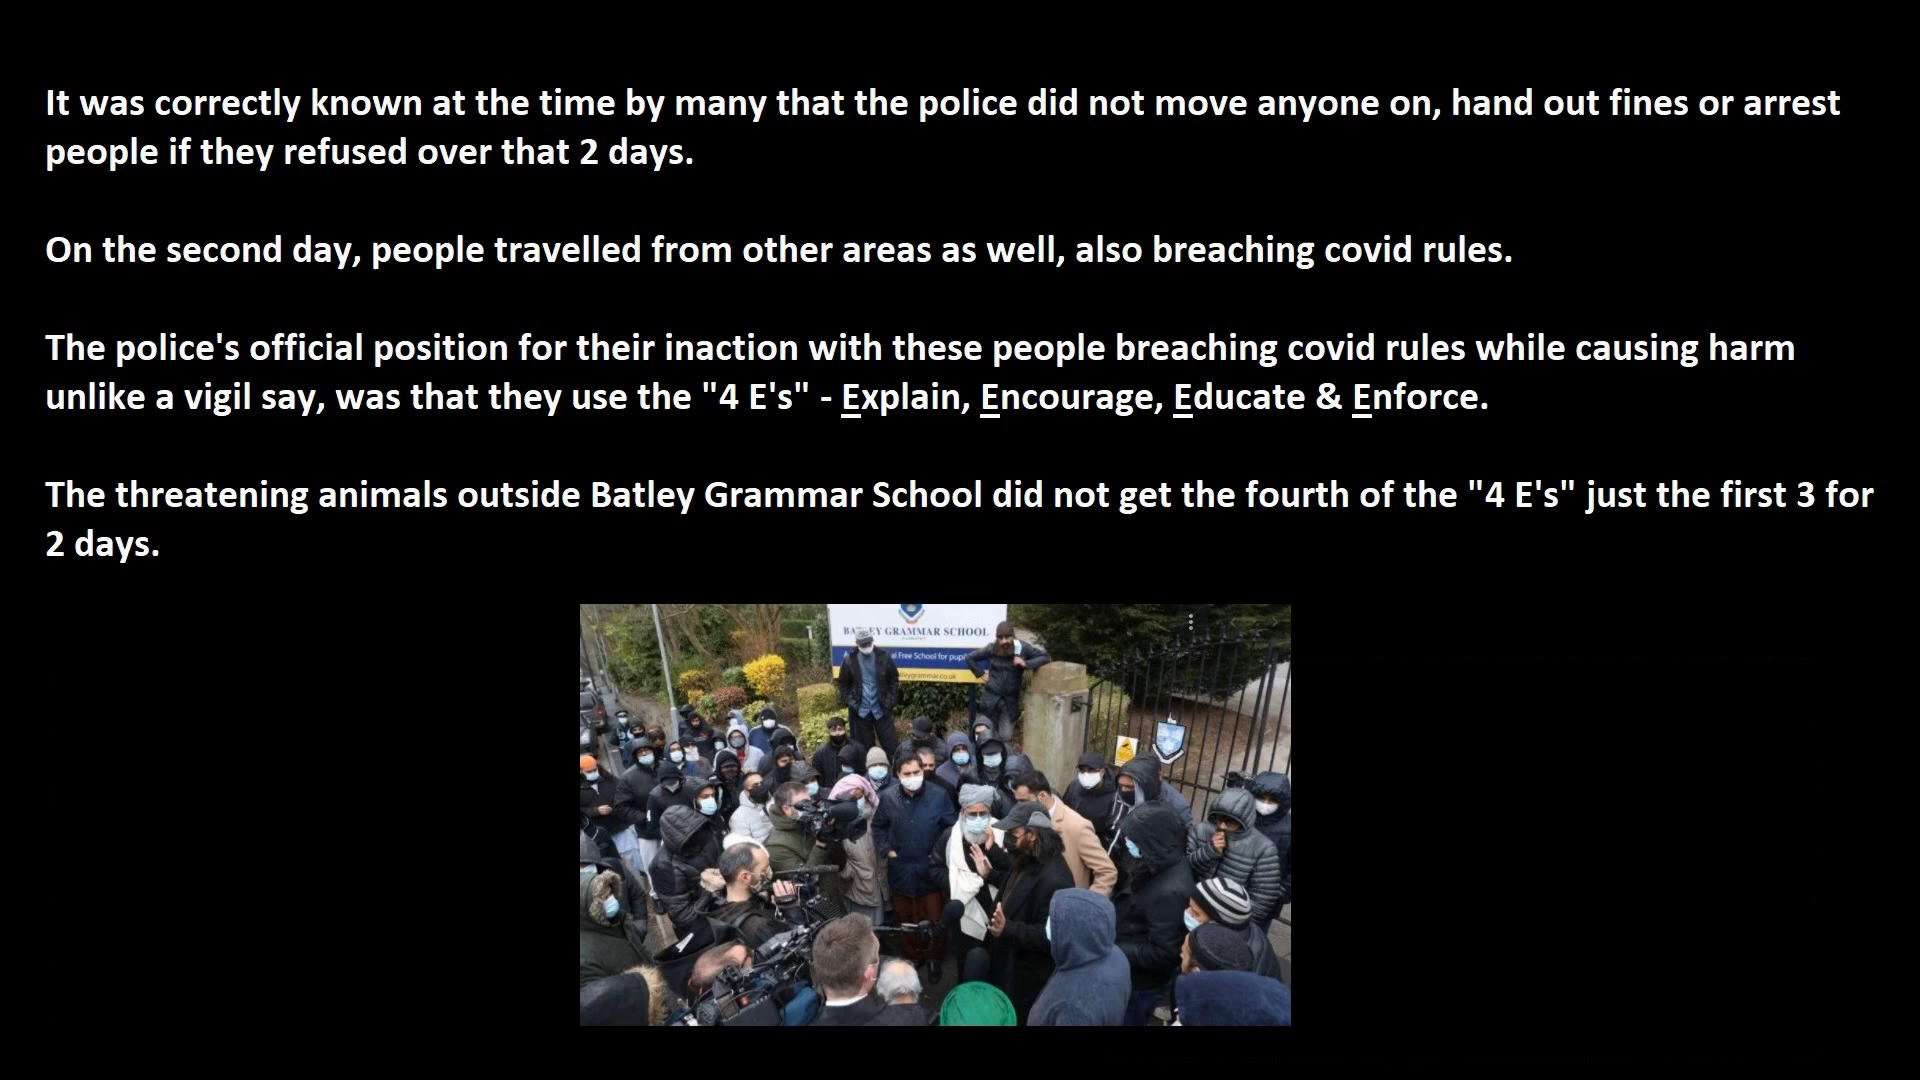 It was correctly known at the time by many that the police did not move anyone on, hand out fines or arrest
people if they refused over that 2 days.
On the second day, people travelled from other areas as well, also breaching covid rules.
The police's official position for their inaction with these people breaching covid rules while causing harm
unlike a vigil say, was that they use the "4 E's" - Explain, Encourage, Educate & Enforce.
The threatening animals outside Batley Grammar School did not get the fourth of the "4 E's" just the first 3 for
2 days.
GRAMMAR SCHOOL
Free School for